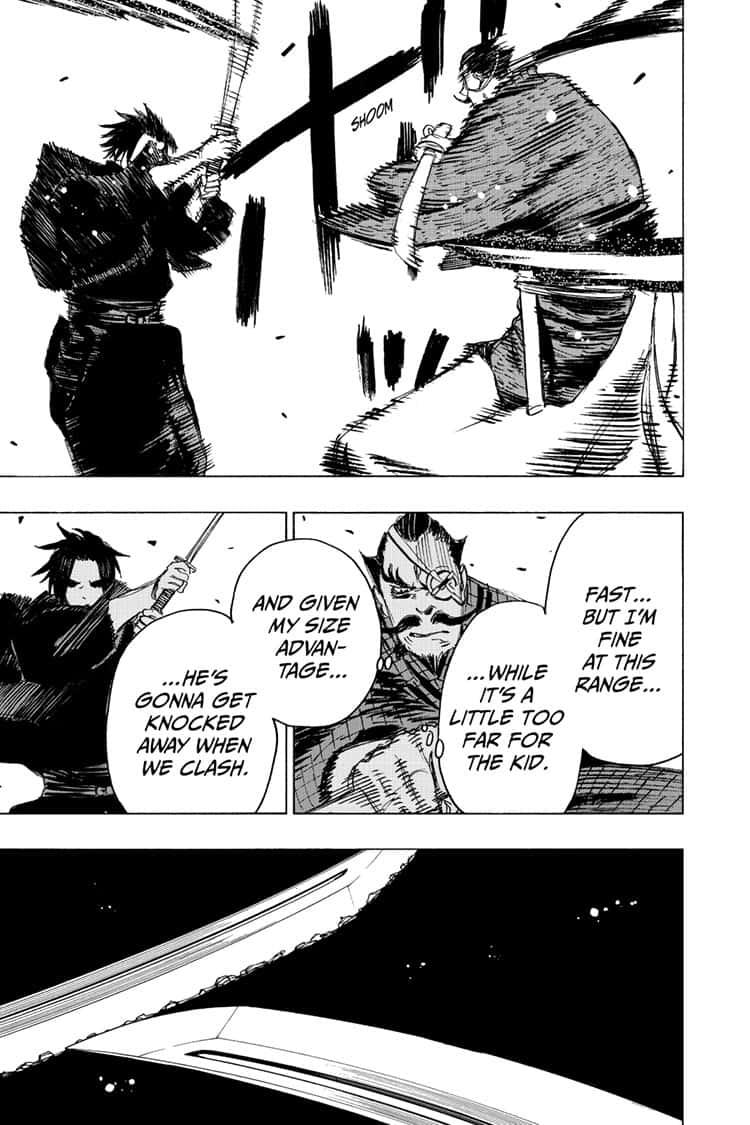 SHOOM
FAST...
BUT I'M
FINE
AT THIS
RANGE...
...WHILE
IT'S A
LITTLE TOO
FAR FOR
THE KID.
AND GIVEN
MY SIZE
ADVAN-
TAGE...
...HE'S
GONNA GET
KNOCKED
AWAY WHEN
WE CLASH.